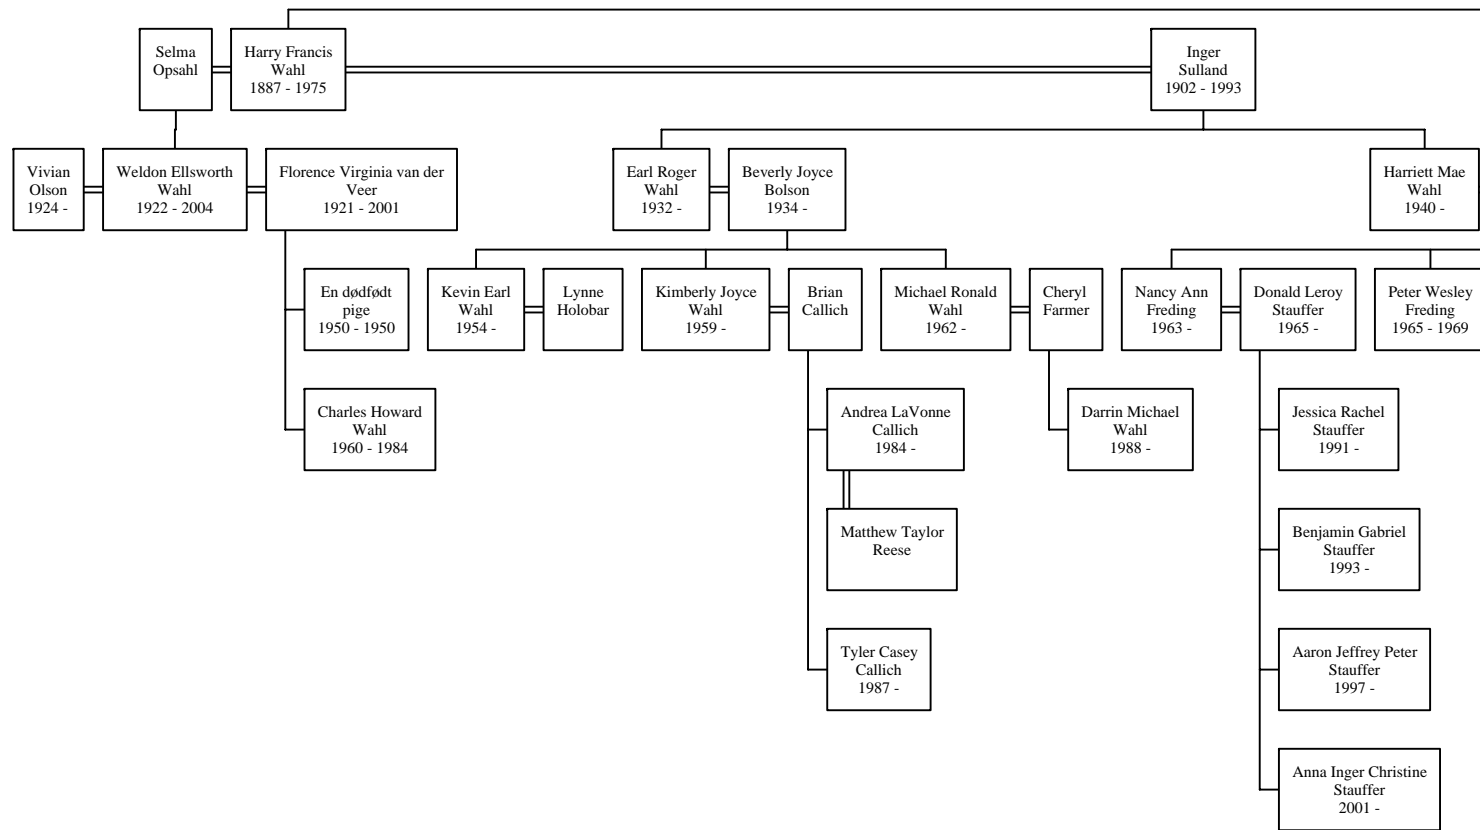 Selma
Opsahl
Harry Francis
Wahl
1887 - 1975
Inger
Sulland
1902 - 1993
Vivian
Olson
1924 -
Weldon Ellsworth
Wahl
1922 - 2004
Florence Virginia van der
Veer
1921 - 2001
Earl Roger
Wahl
1932 -
Beverly Joyce
Bolson
1934 -
Harriett Mae
Wahl
1940 -
En dødfødt
pige
1950 - 1950
Kevin Earl
Wahl
1954 -
Lynne
Holobar
Kimberly Joyce
Wahl
1959 -
Brian
Callich
Michael Ronald
Wahl
1962 -
Cheryl
Farmer
Nancy Ann
Freding
1963 -
Donald Leroy
Stauffer
1965 -
Peter Wesley
Freding
1965 - 1969
Charles Howard
Wahl
1960 - 1984
Andrea LaVonne
Callich
1984 -
Darrin Michael
Wahl
1988 -
Jessica Rachel
Stauffer
1991 -
Matthew Taylor
Reese
Benjamin Gabriel
Stauffer
1993 -
Tyler Casey
Callich
1987 -
Aaron Jeffrey Peter
Stauffer
1997 -
Anna Inger Christine
Stauffer
2001 -